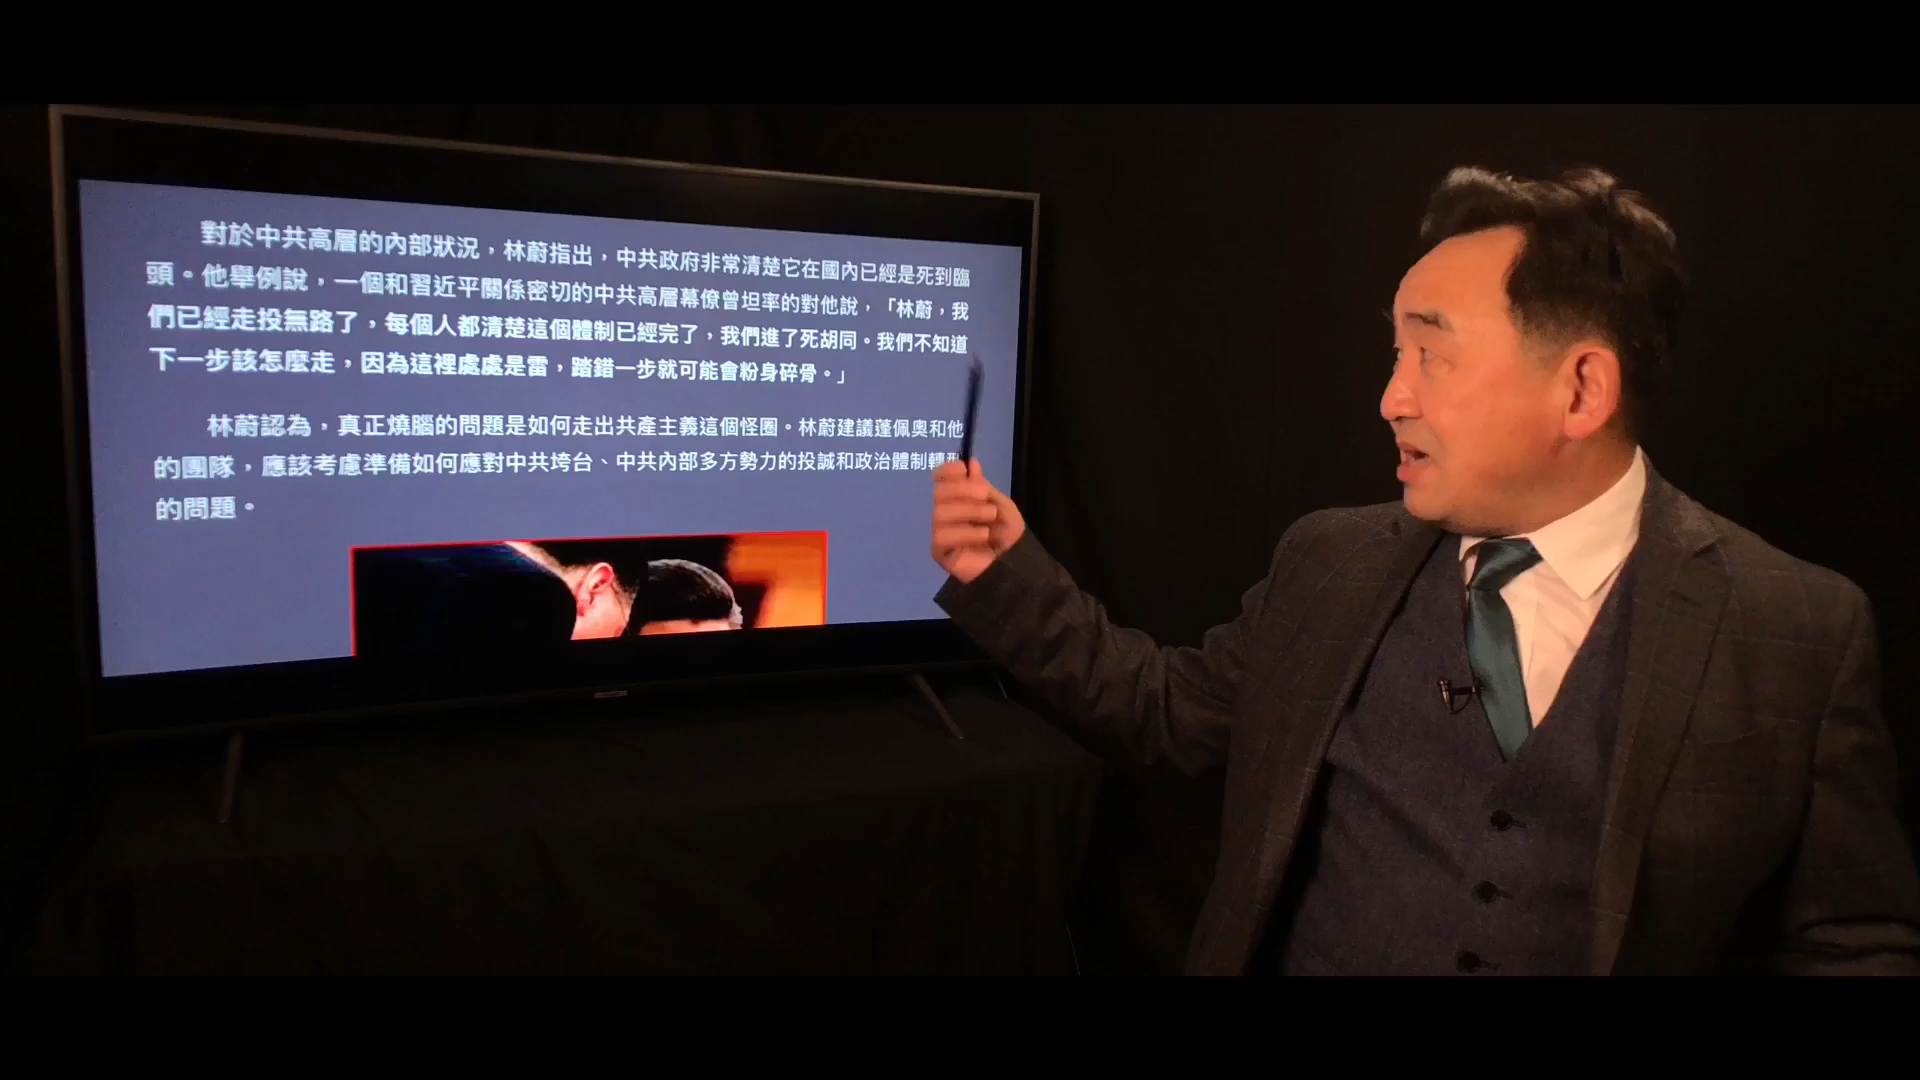 對於中共高層的內部狀況，林蔚指出，中共政府非常清楚它在國內已經是死到臨
頭。他舉例說，一個和習近平關係密切的中共高層幕僚曾坦率的對他說，「林蔚，我
們已經走投無路了，每個人都清楚這個體制已經完了，我們進了死胡同。我們不知道
下一步該怎麼走，因為這裡處處是雷，踏錯一步就可能會粉身碎骨。」
林蔚認為，真正燒腦的問題是如何走出共產主義這個怪圈。林蔚建議蓬佩奧和他
的團隊，應該考慮準備如何應對中共垮台、中共內部多方勢力的投誠和政治體制轉型
的問題。